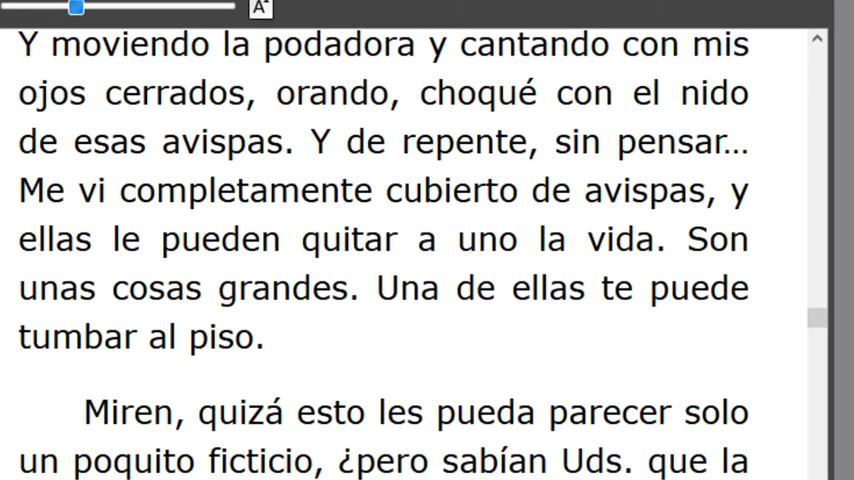 A
Y moviendo la podadora y cantando con mis
ojos cerrados, orando, choqué con el nido
de esas avispas. Y de repente, sin pensar...
Me vi completamente cubierto de avispas, y
ellas le pueden quitar a uno la vida. Son
unas cosas grandes. Una de ellas te puede
tumbar al piso.
Miren, quizá esto les pueda parecer solo
un poquito ficticio, ¿pero sabían Uds. que la